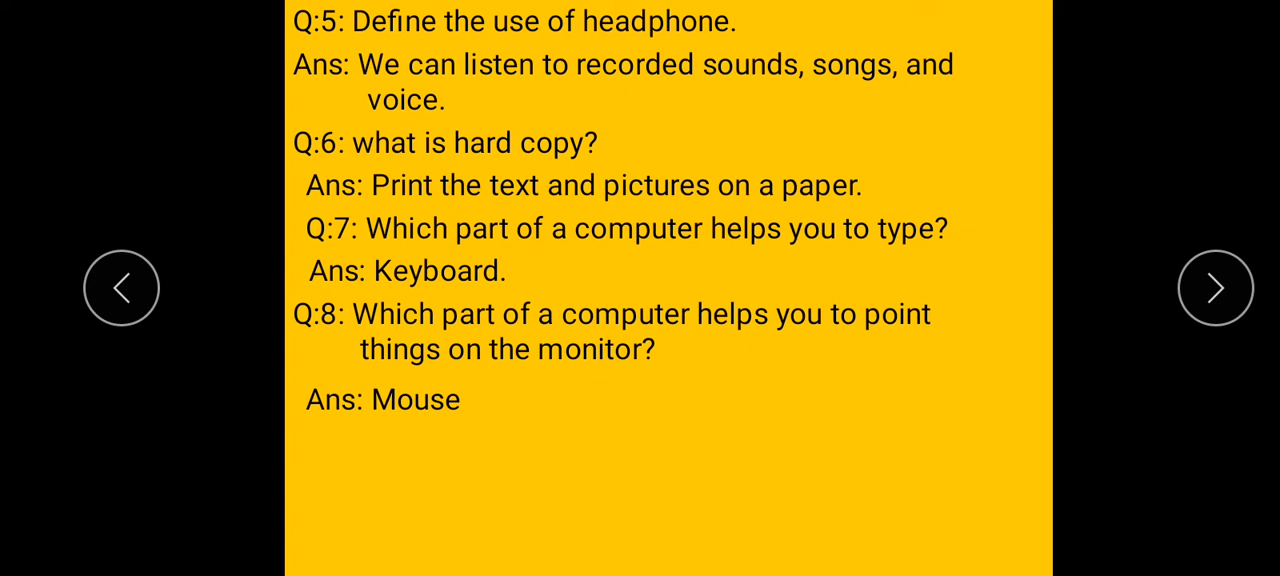 Q:5: Define the use of headphone.
Ans: We can listen to recorded sounds, songs, and
voice.
Q:6: what is hard copy?
Ans: Print the text and pictures on a paper.
Q:7: Which part of a computer helps you to type?
Ans: Keyboard.
Q:8: Which part of a computer helps you to point
things on the monitor?
Ans: Mouse